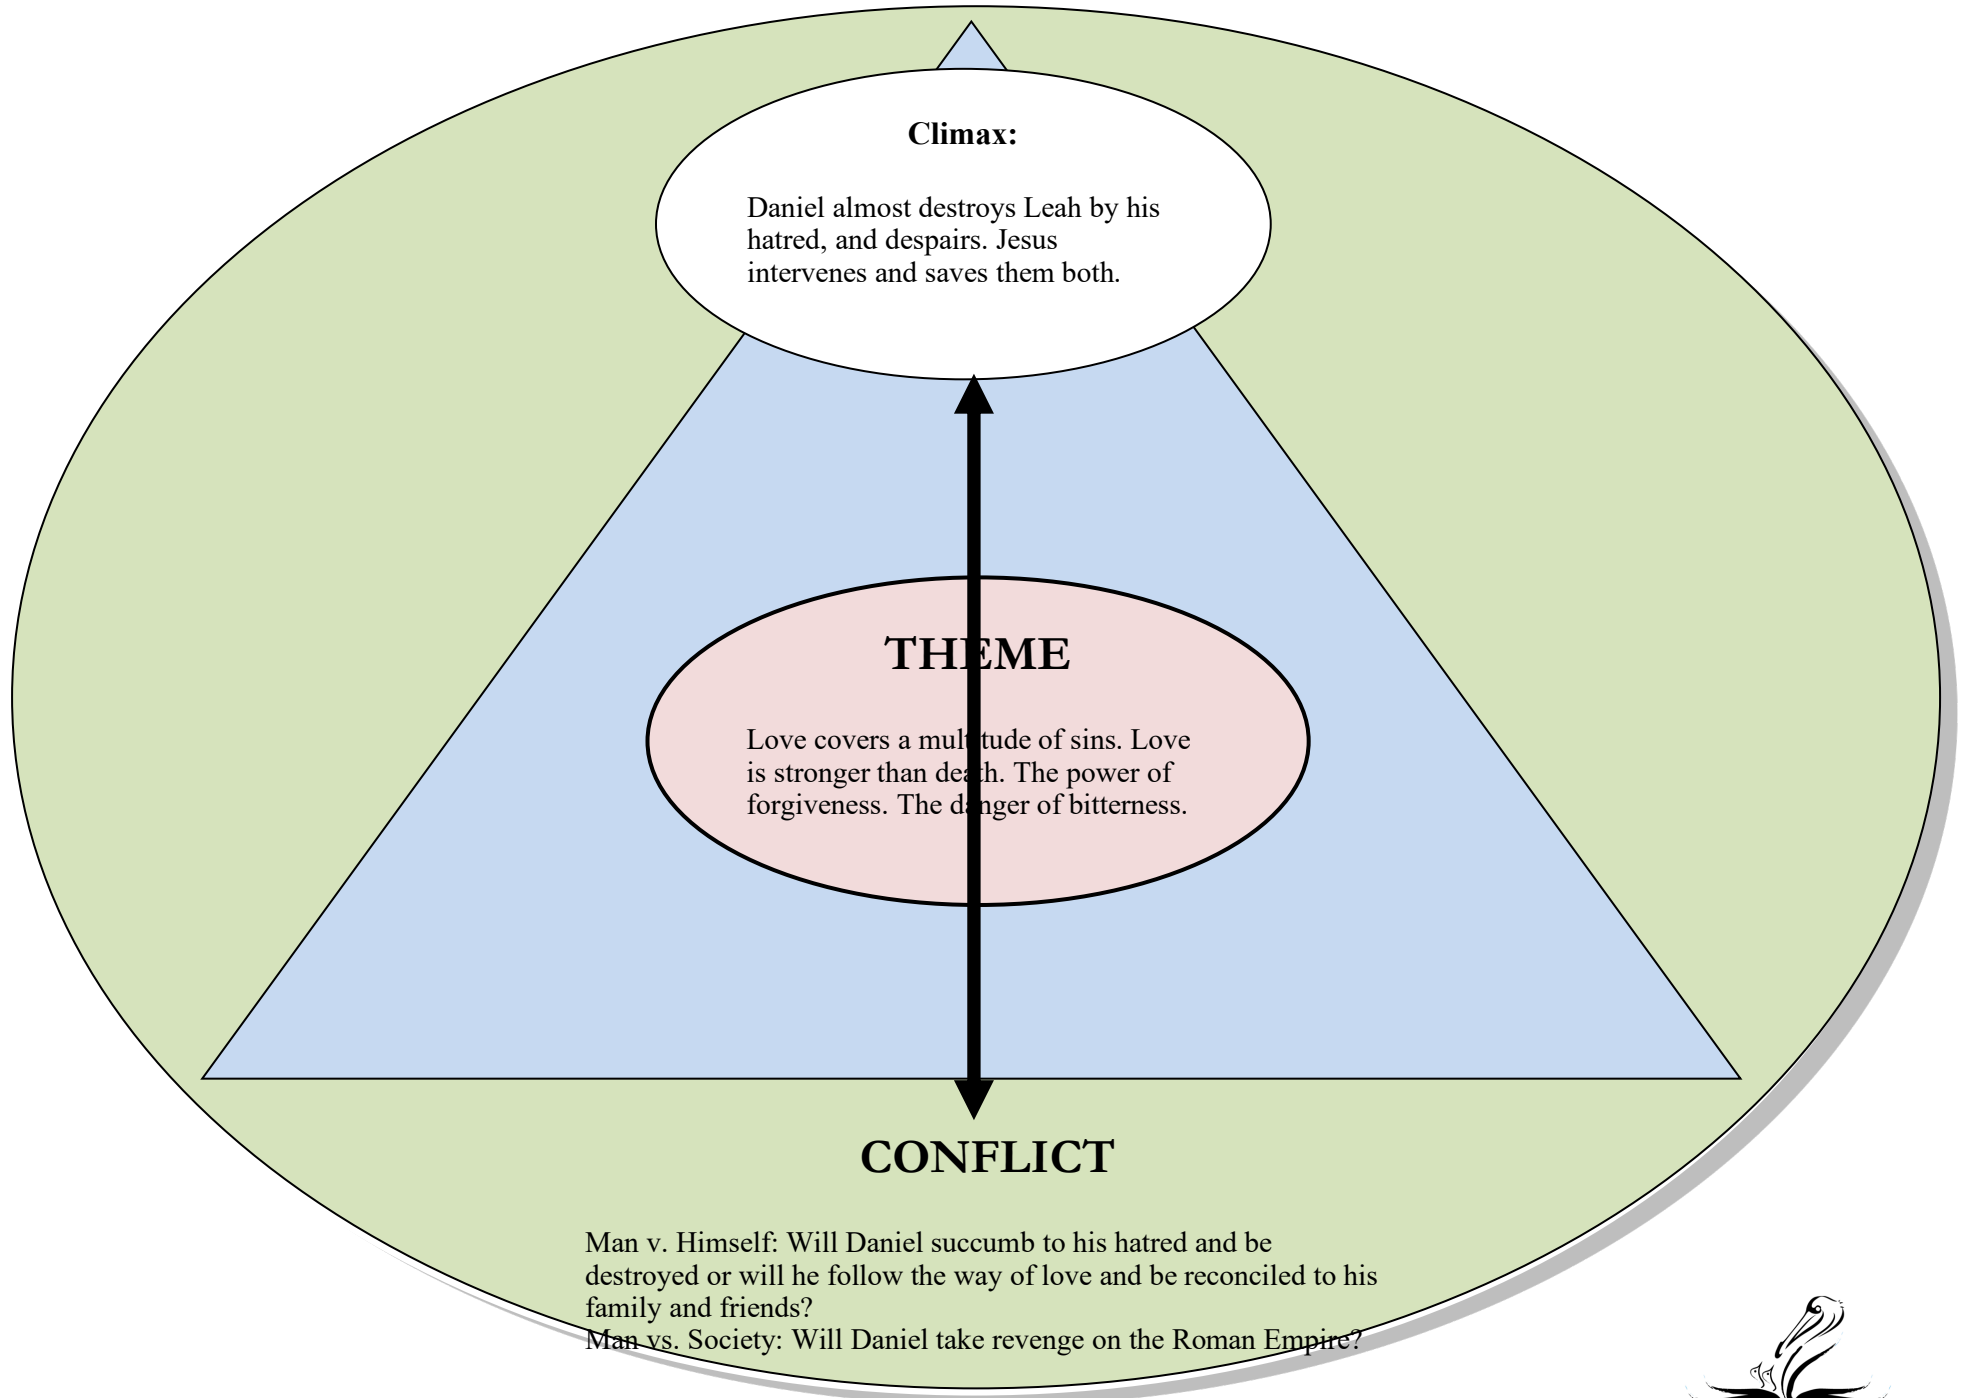 Climax:
Daniel almost destroys Leah by his
hatred, and despairs. Jesus
intervenes and saves them both.
THEME
Love covers a multitude of sins. Love
is stronger than death. The power of
forgiveness. The danger of bitterness.
CONFLICT
Man v. Himself: Will Daniel succumb to his hatred and be
destroyed or will he follow the way of love and be reconciled to his
family and friends?
Man vs. Society: Will Daniel take revenge on the Roman Empire?